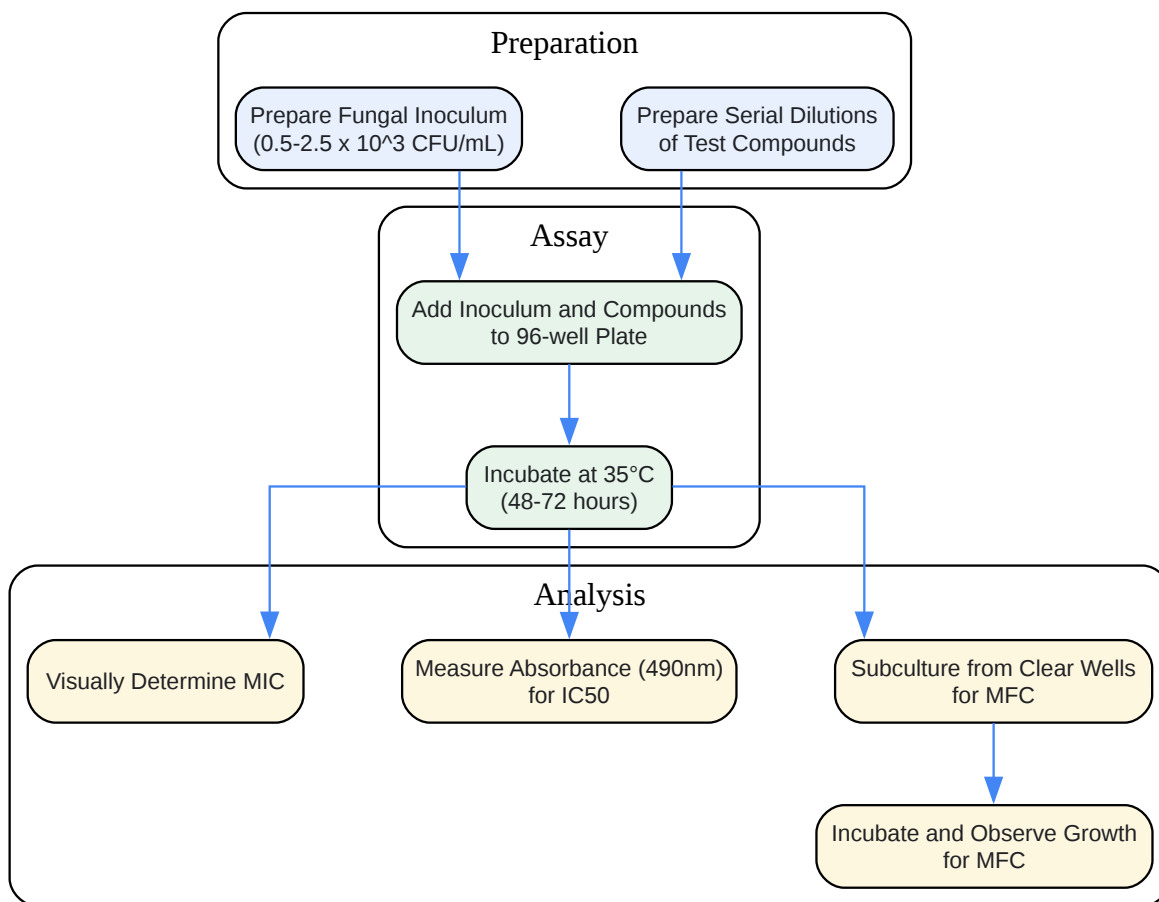 Preparation
Prepare Fungal Inoculum
(0.5-2.5 x 10^3 CFU/mL)
Prepare Serial Dilutions
of Test Compounds
Assay
Add Inoculum and Compounds
to 96-well Plate
Incubate at 35°C
(48-72 hours)
Analysis
Visually Determine MIC
Measure Absorbance (490nm)
for IC50
Subculture from Clear Wells
for MFC
Incubate and Observe Growth
for MFC